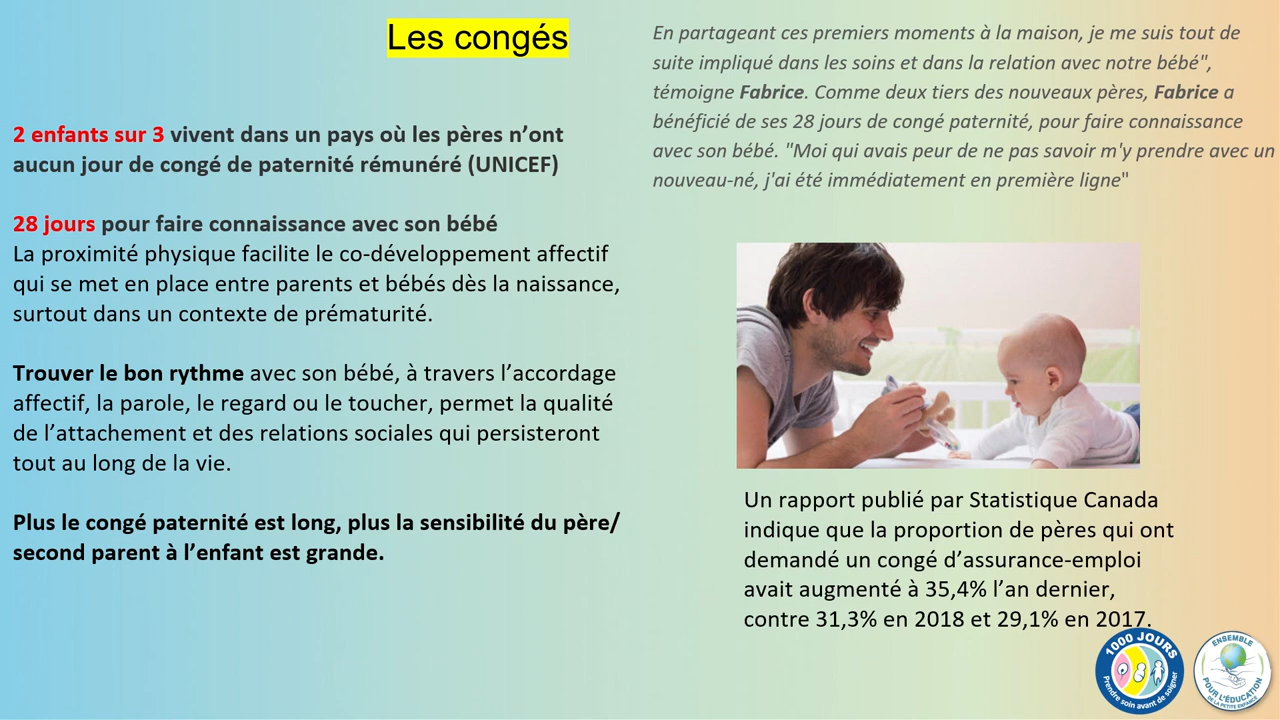 Les congés
2 enfants sur 3 vivent dans un pays où les pères n’ont
aucun jour de congé de paternité rémunéré (UNICEF)
28 jours pour faire connaissance avec son bébé
La proximité physique facilite le co-développement affectif
qui se met en place entre parents et bébés dès la naissance,
surtout dans un contexte de prématurité.
Trouver le bon rythme avec son bébé, à travers l’accordage
affectif, la parole, le regard ou le toucher, permet la qualité
de l’attachement et des relations sociales qui persisteront
tout au long de la vie.
Plus le congé paternité est long, plus la sensibilité du père/
second parent à l’enfant est grande.
En partageant ces premiers moments à la maison, je me suis tout de
suite impliqué dans les soins et dans la relation avec notre bébé",
témoigne Fabrice. Comme deux tiers des nouveaux pères, Fabrice a
bénéficié de ses 28 jours de congé paternité, pour faire connaissance
avec son bébé. "Moi qui avais peur de ne pas savoir m'y prendre avec un
nouveau-né, j'ai été immédiatement en première ligne"
Un rapport publié par Statistique Canada
indique que la proportion de pères qui ont
demandé un congé d’assurance-emploi
avait augmenté à 35,4% l’an dernier,
contre 31,3% en 2018 et 29,1% en 2017.
1000 JOURS
Prendre soin avant de soigner
ENSEMBLE
POUR L'ÉDUCATION
DE LA PETITE ENFANCE